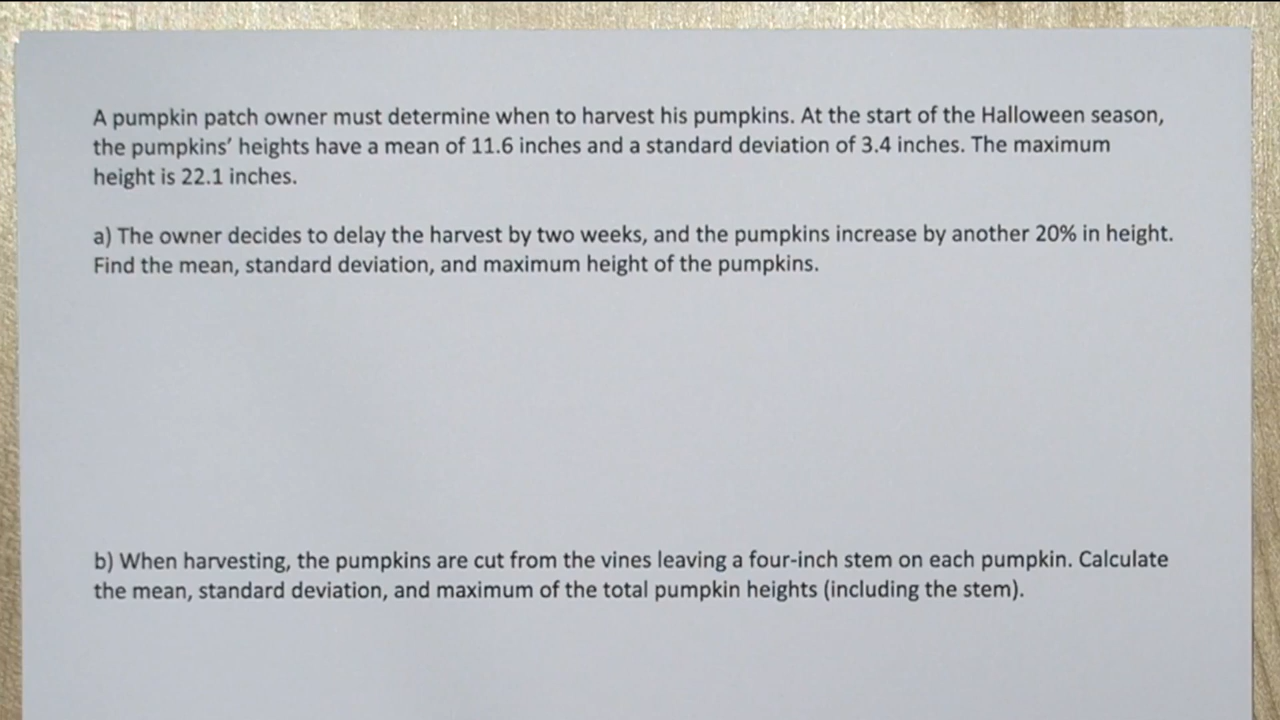 A pumpkin patch owner must determine when to harvest his pumpkins. At the start of the Halloween season,
the pumpkins’ heights have a mean of 11.6 inches and a standard deviation of 3.4 inches. The maximum
height is 22.1 inches.
a) The owner decides to delay the harvest by two weeks, and the pumpkins increase by another 20% in height.
Find the mean, standard deviation, and maximum height of the pumpkins.
b) When harvesting, the pumpkins are cut from the vines leaving a four-inch stem on each pumpkin. Calculate
the mean, standard deviation, and maximum of the total pumpkin heights (including the stem).